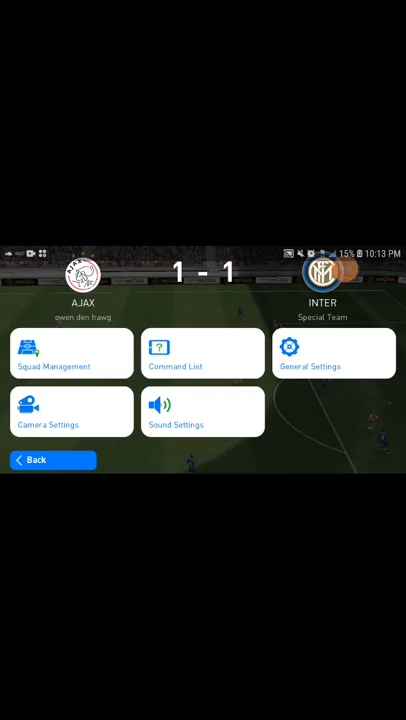 15% 10:13 PM
AJAX
1 - 1
AJAX
INTER
owen den hawg
Special Team
Squad Management
Command List
General Settings
Camera Settings
Sound Settings
Back